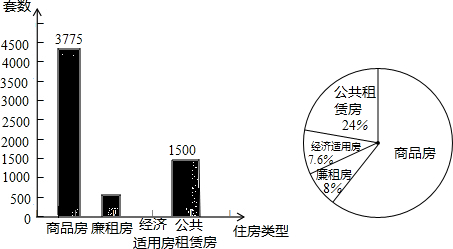 套数
4500
4000
3500
3000
2500
2000
1500
1000
500
0
3775
1500
商品房
廉租房
经济
适用房
公共
租赁房
住房类型
公共租
赁房
24%
经济适用房
7.6%
廉租房
8%
商品房